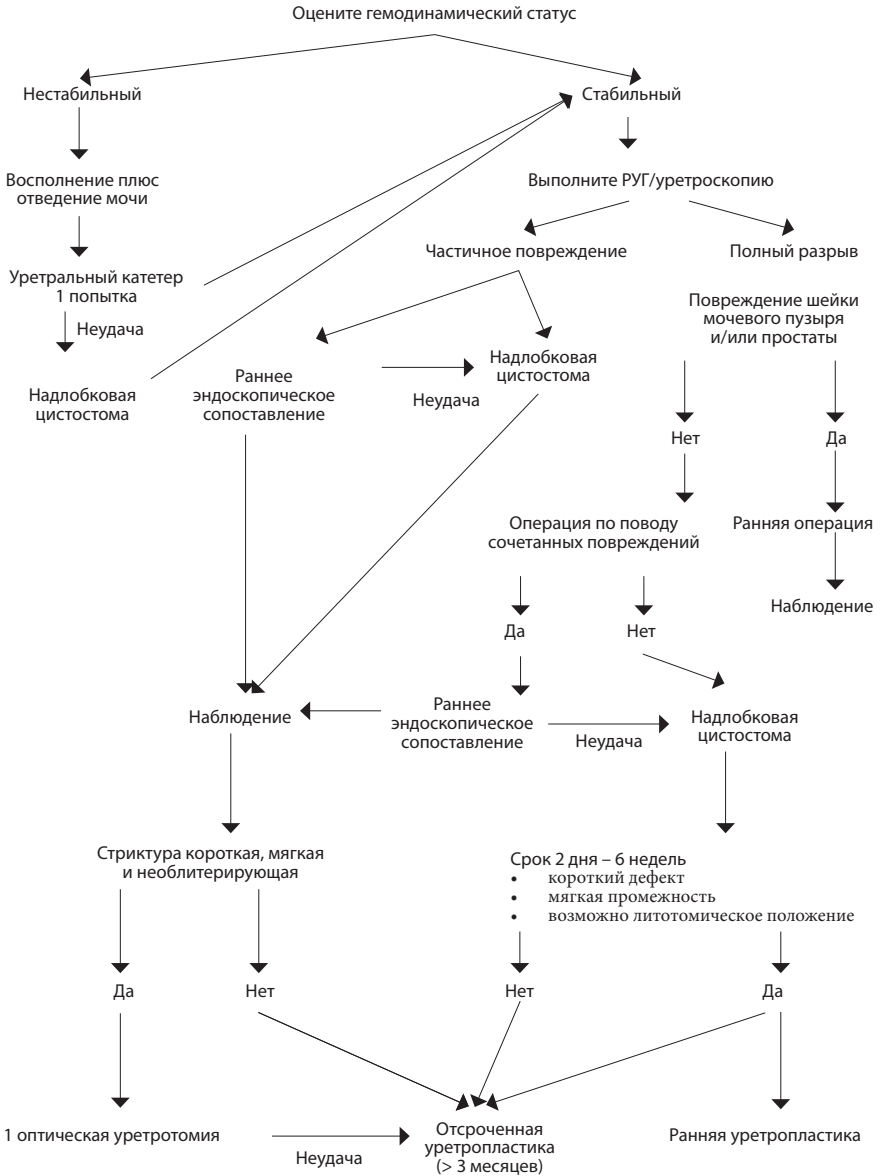 Оцените гемодинамический статус
Нестабильный
Стабильный
Восполнение плюс
отведение мочи
Выполните РУГ/уретроскопию
Уретральный катетер
1 попытка
Частичное повреждение
Полный разрыв
Неудача
Повреждение шейки
мочевого пузыря
и/или простаты
Надлобковая
цистостома
Раннее
эндоскопическое
сопоставление
Неудача
Надлобковая
цистостома
Нет
Да
Операция по поводу
сочетанных повреждений
Ранняя операция
Да
Нет
Наблюдение
Наблюдение
Раннее
эндоскопическое
сопоставление
Неудача
Надлобковая
цистостома
Стриктура короткая, мягкая
и необлитерирующая
Срок 2 дня – 6 недель
• короткий дефект
• мягкая промежность
• возможно литотомическое положение
Да
Нет
Нет
Да
1 оптическая уретротомия
Неудача
Отсроченная
уретропластика
(> 3 месяцев)
Ранняя уретропластика